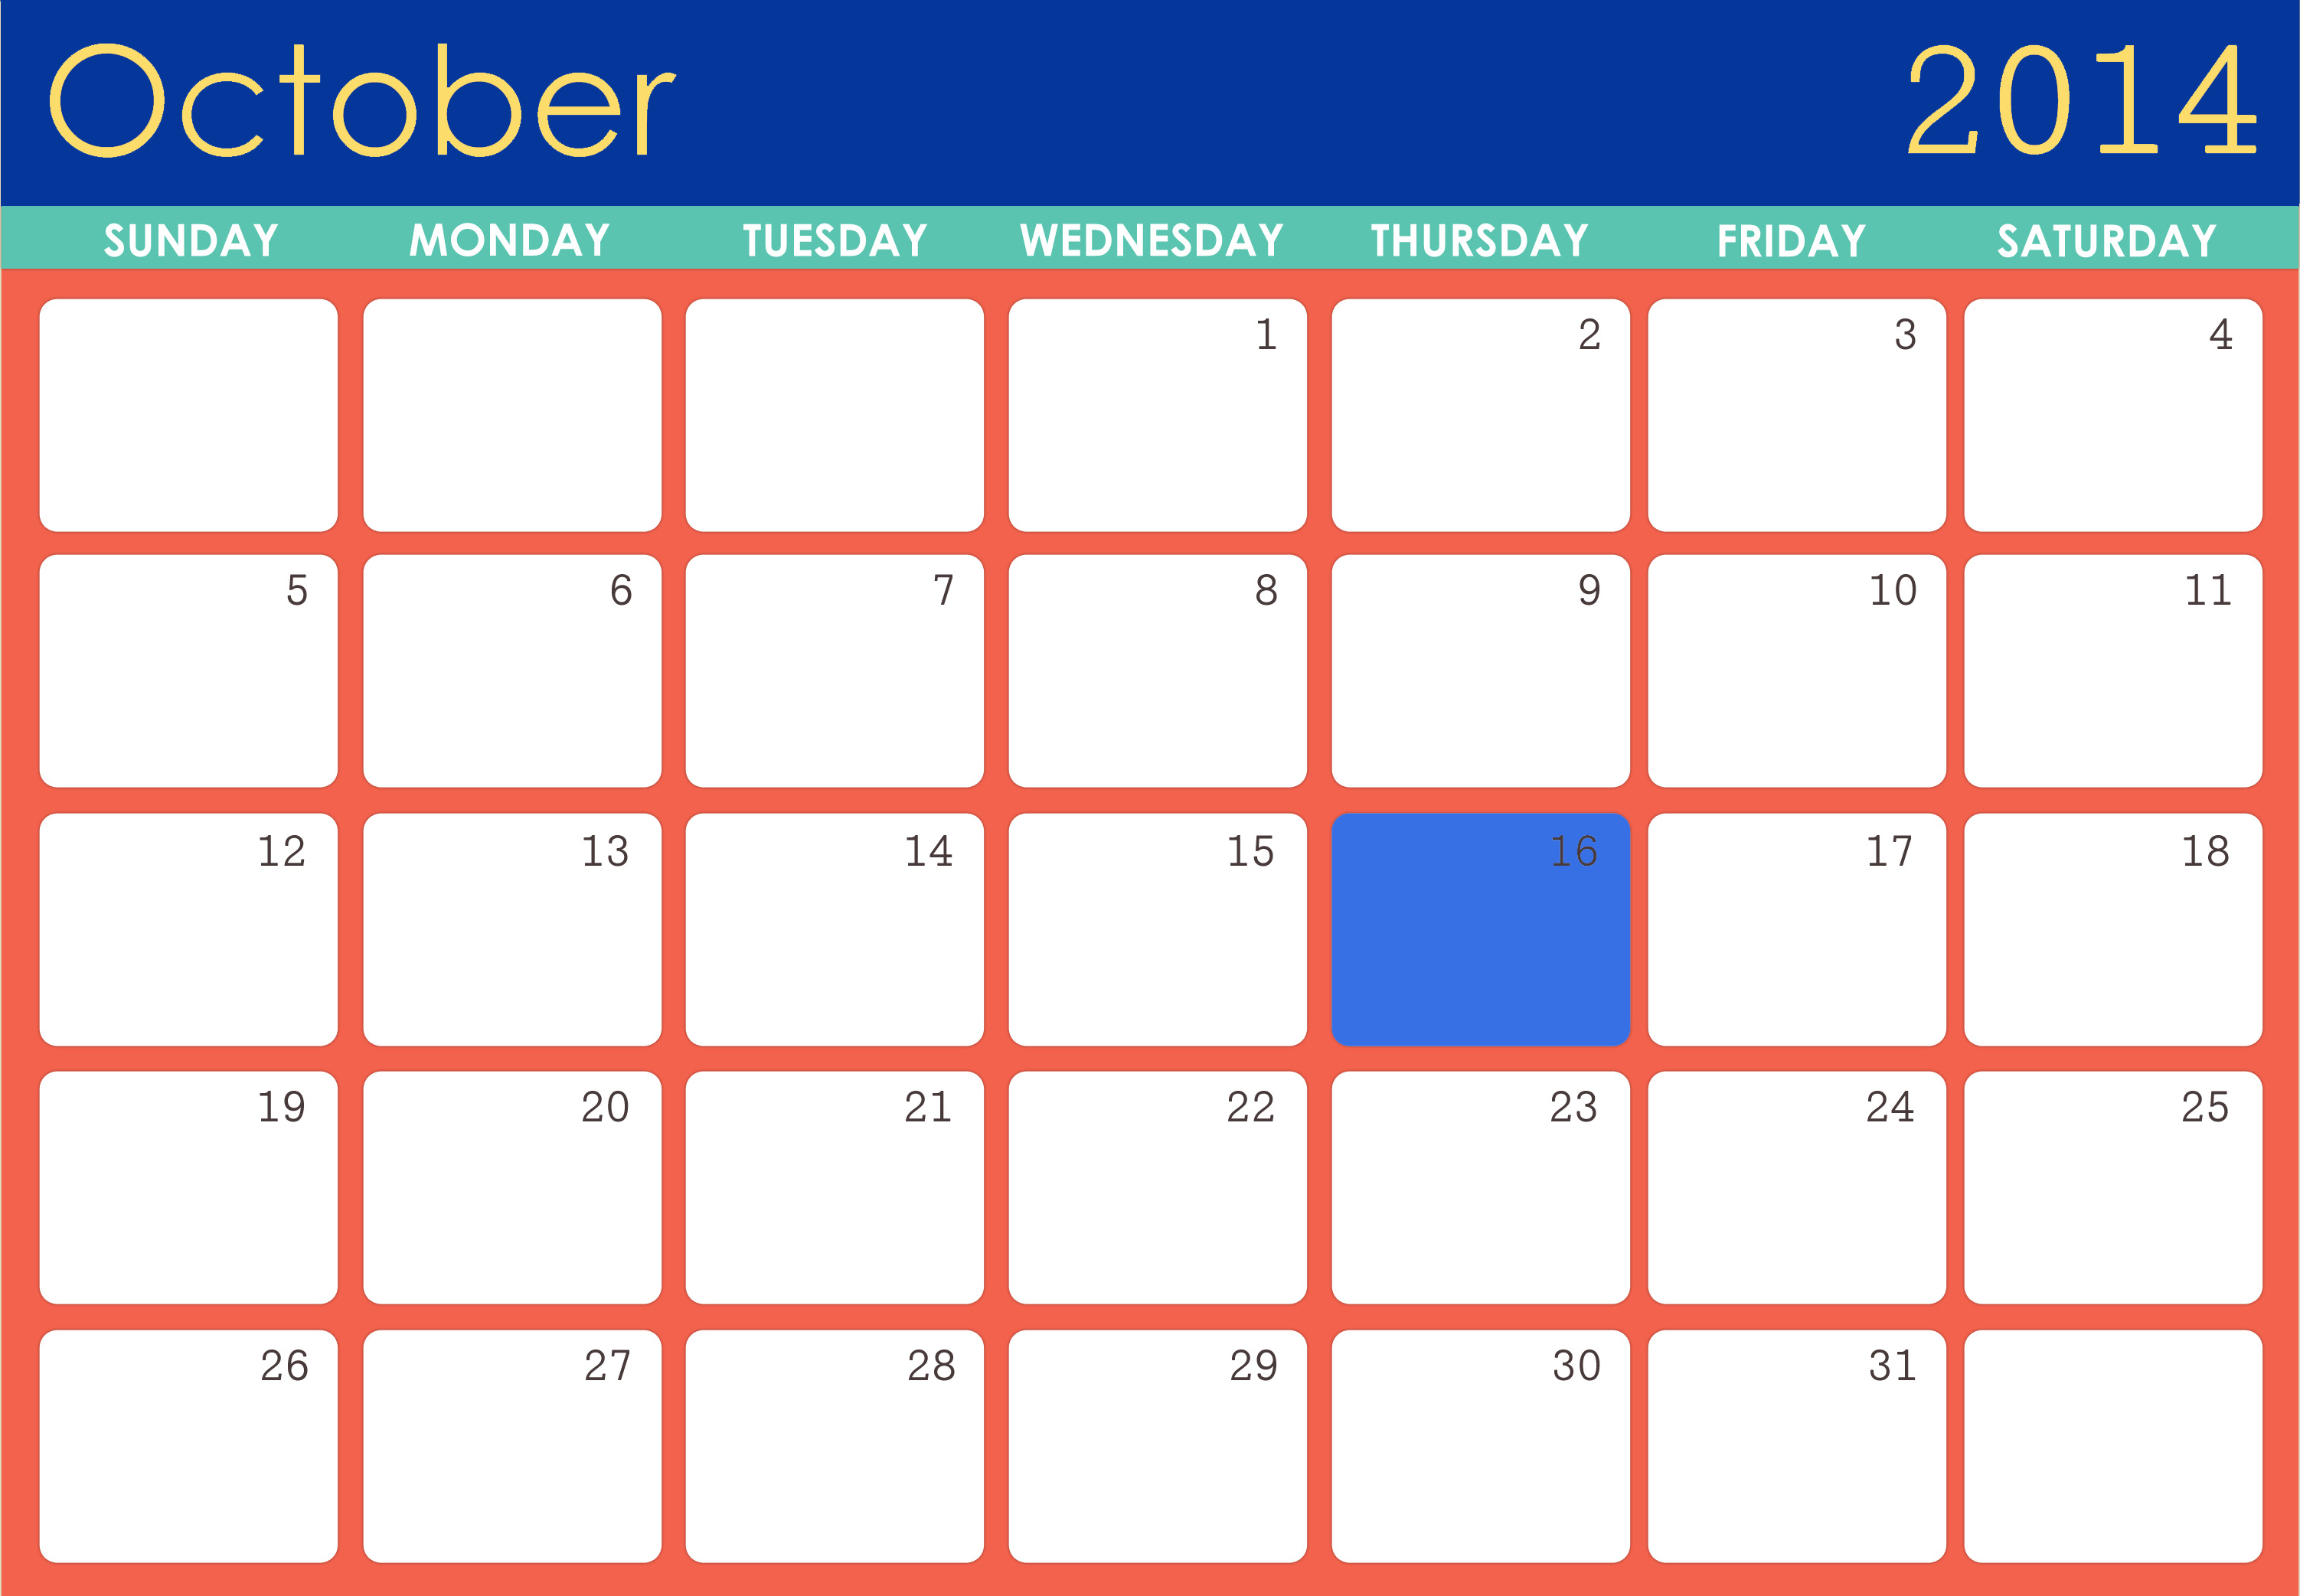 October 2014
SUNDAY MONDAY TUESDAY WEDNESDAY THURSDAY FRIDAY SATURDAY
1 2 3 4
5 6 7 8 9 10 11
12 13 14 15 16 17 18
19 20 21 22 23 24 25
26 27 28 29 30 31